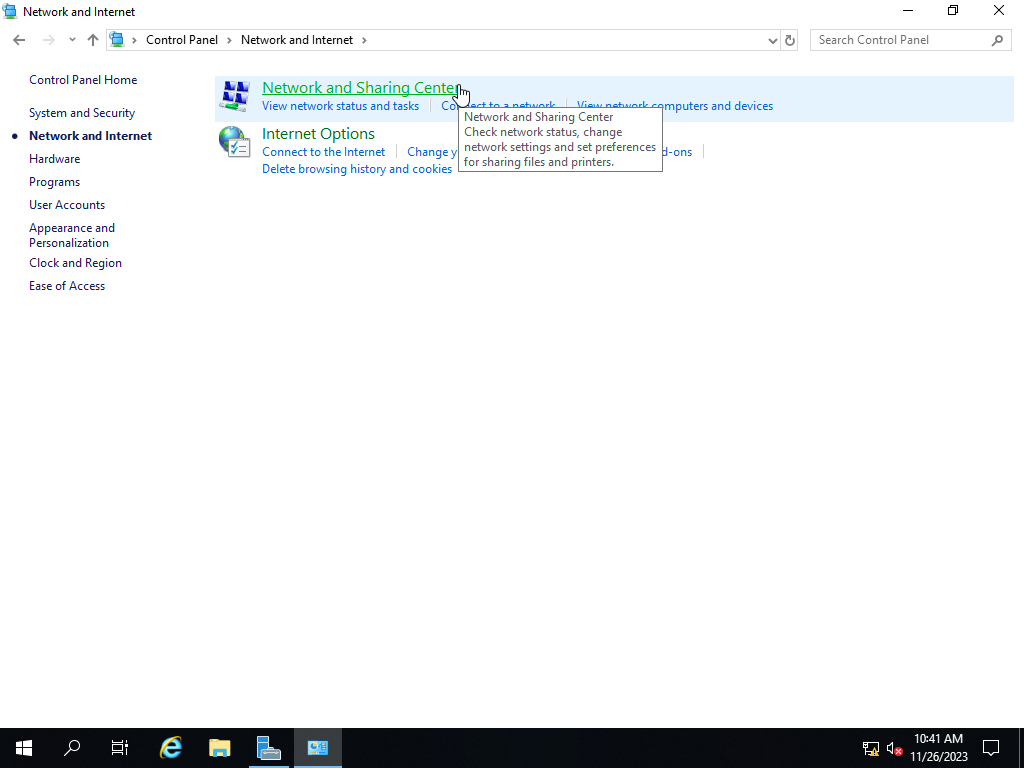 Network and Internet
Control Panel
Network and Internet
Search Control Panel
Control Panel Home
System and Security
Network and Internet
Hardware
Programs
User Accounts
Appearance and
Personalization
Clock and Region
Ease of Access
Network and Sharing Center
View network status and tasks
Connect to a network
View network computers and devices
Network and Sharing Center
Check network status, change
network settings and set preferences
for sharing files and printers.
Internet Options
Connect to the Internet
Change y
d-ons
Delete browsing history and cookies
10:41 AM
11/26/2023